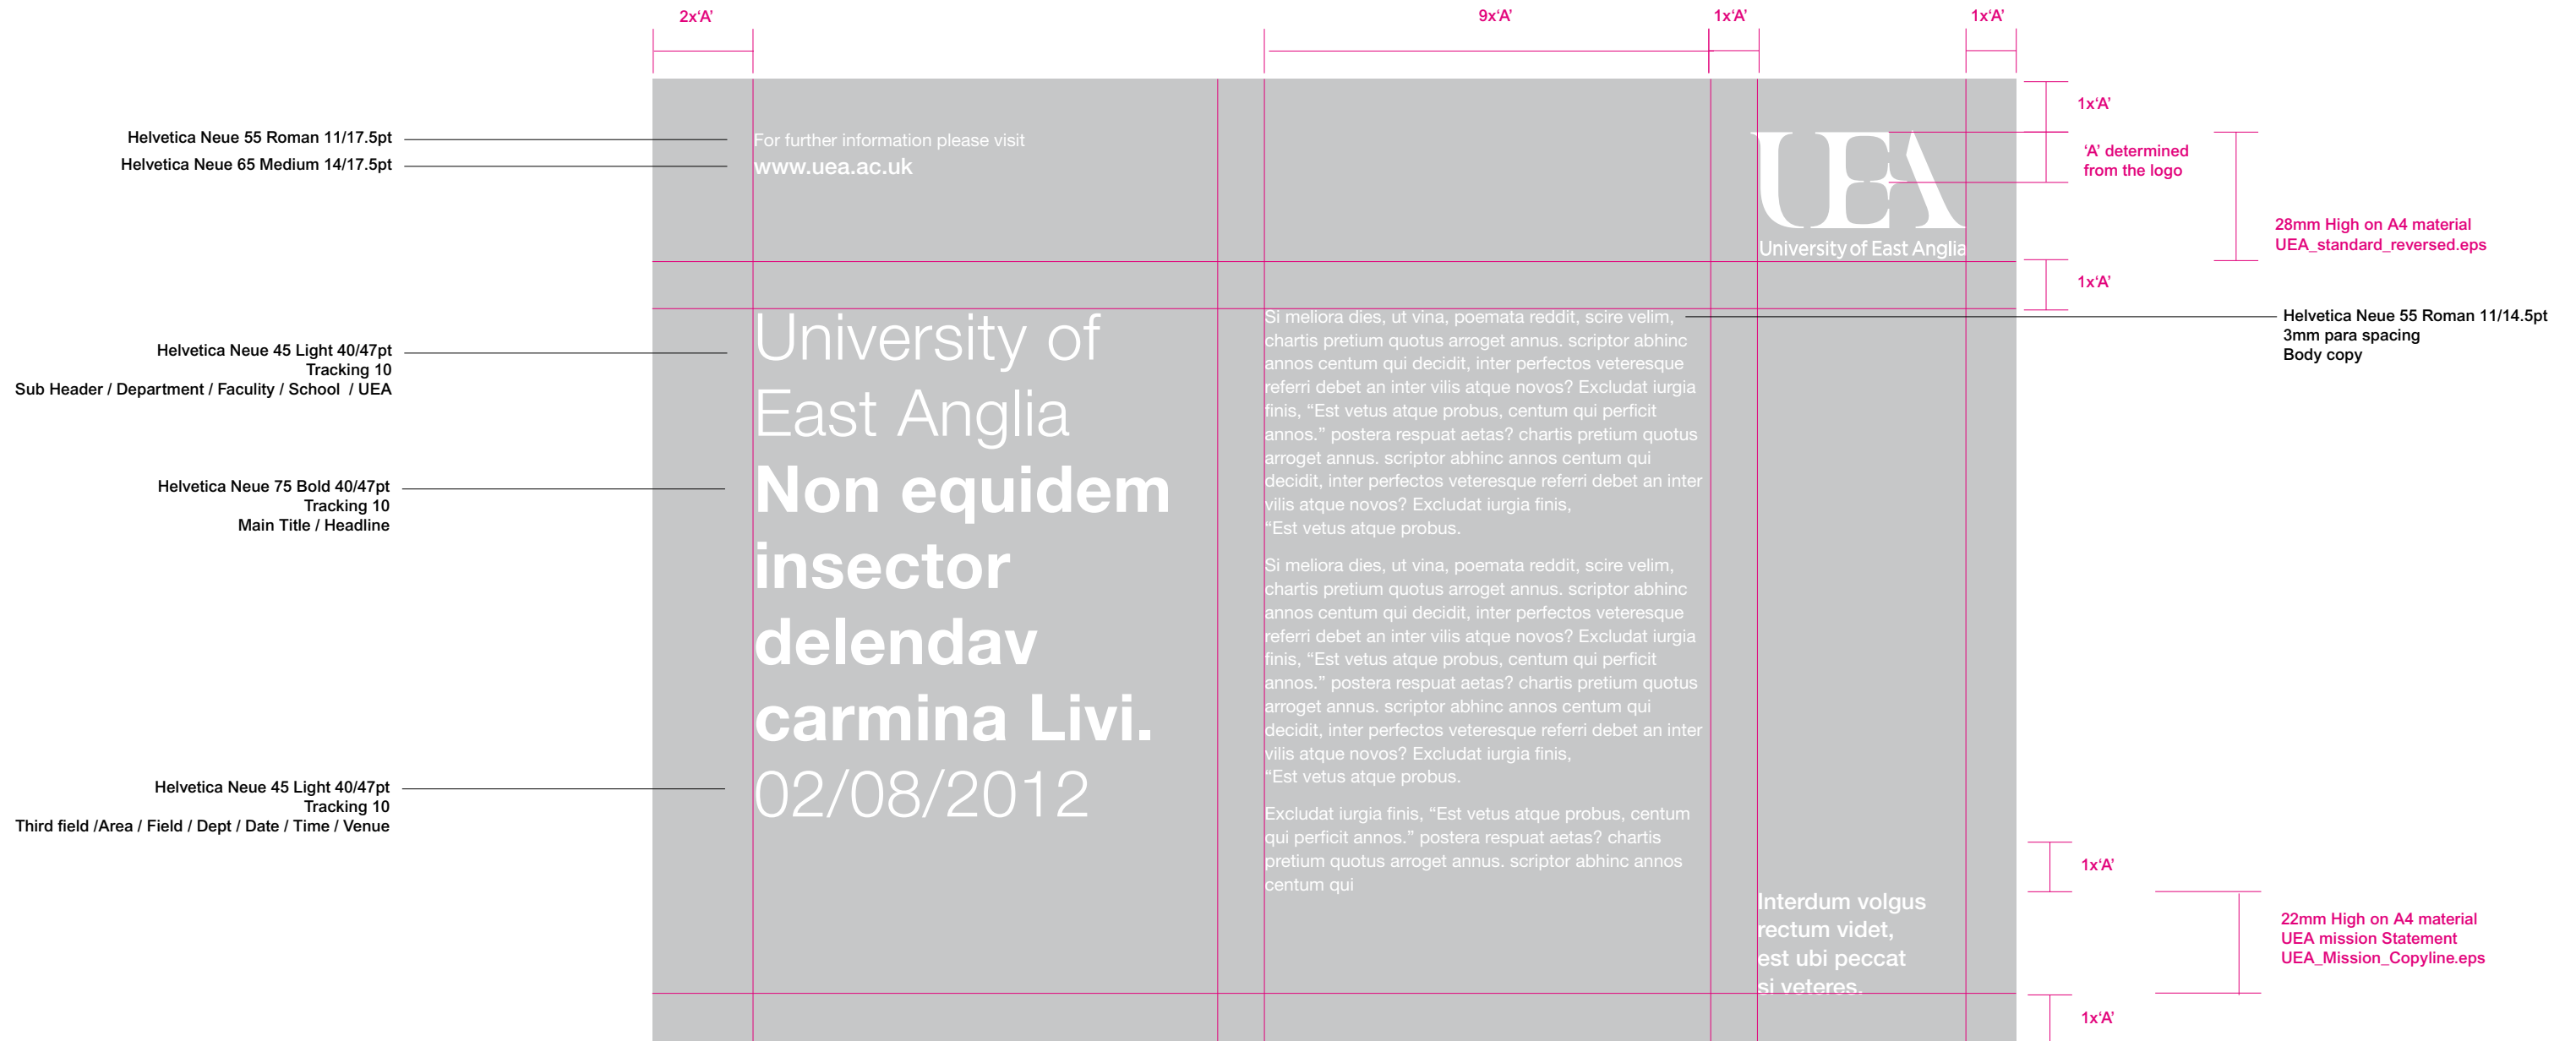 2x‘A’
9x‘A’
1x‘A’
1x‘A’
1x‘A’
Helvetica Neue 55 Roman 11/17.5pt
Helvetica Neue 65 Medium 14/17.5pt
For further information please visit
www.uea.ac.uk
UEA
University of East Anglia
‘A’ determined
from the logo
28mm High on A4 material
UEA_standard_reversed.eps
1x‘A’
Helvetica Neue 45 Light 40/47pt
Tracking 10
Sub Header / Department / Faculity / School / UEA
Helvetica Neue 75 Bold 40/47pt
Tracking 10
Main Title / Headline
Helvetica Neue 45 Light 40/47pt
Tracking 10
Third field /Area / Field / Dept / Date / Time / Venue
University of
East Anglia
Non equidem
insector
delendav
carmina Livi.
02/08/2012
Si meliora dies, ut vina, poemata reddit, scire velim,
chartis pretium quotus arroget annus. scriptor abhinc
annos centum qui decidit, inter perfectos veteresque
referri debet an inter vilis atque novos? Excludat iurgia
finis, “Est vetus atque probus, centum qui perficit
annos.” postera respuat aetas? chartis pretium quotus
arroget annus. scriptor abhinc annos centum qui
decidit, inter perfectos veteresque referri debet an inter
vilis atque novos? Excludat iurgia finis,
“Est vetus atque probus.
Si meliora dies, ut vina, poemata reddit, scire velim,
chartis pretium quotus arroget annus. scriptor abhinc
annos centum qui decidit, inter perfectos veteresque
referri debet an inter vilis atque novos? Excludat iurgia
finis, “Est vetus atque probus, centum qui perficit
annos.” postera respuat aetas? chartis pretium quotus
arroget annus. scriptor abhinc annos centum qui
decidit, inter perfectos veteresque referri debet an inter
vilis atque novos? Excludat iurgia finis,
“Est vetus atque probus.
Excludat iurgia finis, “Est vetus atque probus, centum
qui perficit annos.” postera respuat aetas? chartis
pretium quotus arroget annus. scriptor abhinc annos
centum qui
Helvetica Neue 55 Roman 11/14.5pt
3mm para spacing
Body copy
1x‘A’
Interdum volgus
rectum videt,
est ubi peccat
si veteres.
22mm High on A4 material
UEA mission Statement
UEA_Mission_Copyline.eps
1x‘A’